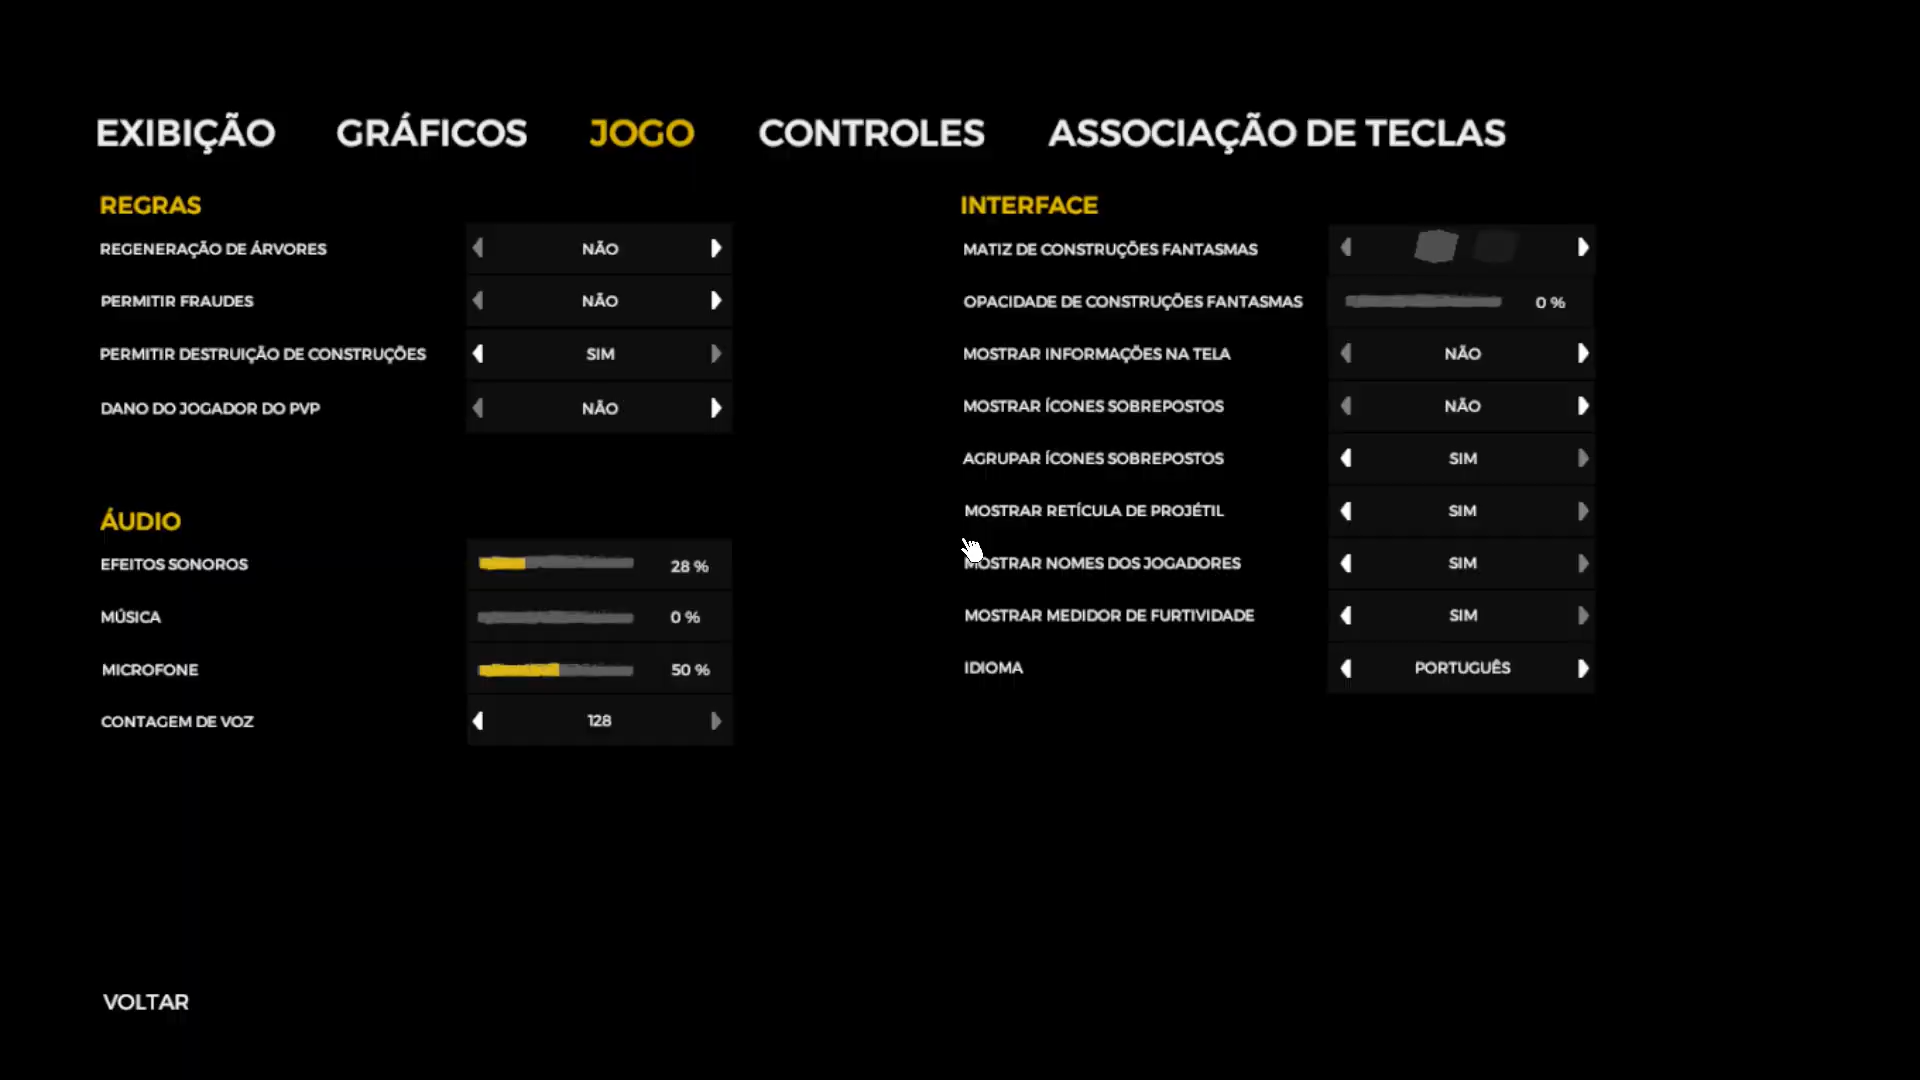 EXIBIÇÃO GRÁFICOS JOGO CONTROLES ASSOCIAÇÃO DE TECLAS
REGRAS
REGENERAÇÃO DE ÁRVORES NÃO
PERMITIR FRAUDES NÃO
PERMITIR DESTRUIÇÃO DE CONSTRUÇÕES SIM
DANO DO JOGADOR DO PVP NÃO
ÁUDIO
EFEITOS SONOROS 28 %
MÚSICA 0 %
MICROFONE 50 %
CONTAGEM DE VOZ 128
INTERFACE
MATIZ DE CONSTRUÇÕES FANTASMAS
OPACIDADE DE CONSTRUÇÕES FANTASMAS 0 %
MOSTRAR INFORMAÇÕES NA TELA NÃO
MOSTRAR ÍCONES SOBREPOSTOS NÃO
AGRUPAR ÍCONES SOBREPOSTOS SIM
MOSTRAR RETÍCULA DE PROJÉTIL SIM
MOSTRAR NOMES DOS JOGADORES SIM
MOSTRAR MEDIDOR DE FURTIVIDADE SIM
IDIOMA PORTUGUÊS
VOLTAR